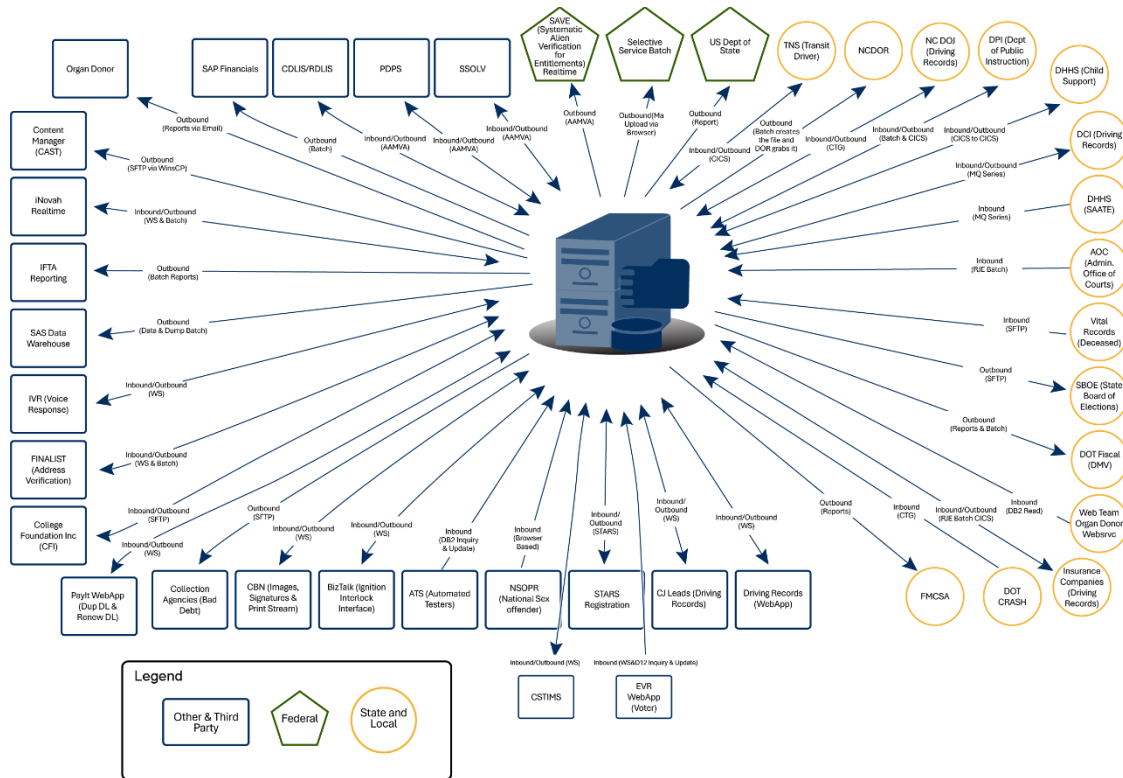 SAVE
(Systematic
Alien
Verification
for
Entitlements)
Realtime
Selective
Service Batch
US Dept of
State
TNS (Transit
Driver)
NCDOR
NC DOJ
(Driving
Records)
DPI (Dept
of Public
Instruction)
DHHS (Child
Support)
Organ Donor
SAP Financials
CDLIS/RDLIS
PDPS
SSOLV
Outbound
(Reports via Email)
Outbound
(Batch)
Inbound/Outbound
(AAMVA)
Inbound/Outbound
(AAMVA)
Inbound/Outbound
(AAMVA)
Outbound
(AAMVA)
Outbound(Ma
Upload via
Browser)
Outbound
(Report)
Inbound/Outbound
(CICS)
Outbound
(Batch creates
the file and
DOR grabs it)
Inbound/Outbound
(CTG)
Inbound/Outbound
(Batch & CICS)
Inbound/Outbound
(CICS to CICS)
Content
Manager
(CAST)
Outbound
(SFTP via WinsCP)
DCI (Driving
Records)
Inbound/Outbound
(MQ Series)
iNovah
Realtime
Inbound/Outbound
(WS & Batch)
DHHS
(SAATE)
Inbound
(MQ Series)
IFTA
Reporting
Outbound
(Batch Reports)
AOC
(Admin.
Office of
Courts)
Inbound
(RJE Batch)
SAS Data
Warehouse
Outbound
(Data & Dump Batch)
Vital
Records
(Deceased)
Inbound
(SFTP)
IVR (Voice
Response)
Inbound/Outbound
(WS)
SBOE (State
Board of
Elections)
Outbound
(SFTP)
FINALIST
(Address
Verification)
Inbound/Outbound
(WS & Batch)
DOT Fiscal
(DMV)
Outbound
(Reports & Batch)
College
Foundation Inc
(CFI)
Inbound/Outbound
(SFTP)
Web Team
Organ Donor
Websrvc
Inbound
(DB2 Read)
PayIt WebApp
(Dup DL &
Renew DL)
Inbound/Outbound
(WS)
Collection
Agencies (Bad
Debt)
Outbound
(SFTP)
CBN (Images,
Signatures &
Print Stream)
Inbound/Outbound
(WS)
BizTalk (Ignition
Interlock
Interface)
Inbound/Outbound
(WS)
ATS (Automated
Testers)
Inbound
(DB2 Inquiry
& Update)
NSOPR
(National Sex
offender)
Inbound
(Browser
Based)
STARS
Registration
Inbound/
Outbound
(STARS)
CJ Leads (Driving
Records)
Inbound/
Outbound
(WS)
Driving Records
(WebApp)
Inbound/Outbound
(WS)
FMCSA
Outbound
(Reports)
DOT
CRASH
Inbound
(CTG)
Insurance
Companies
(Driving
Records)
Inbound/Outbound
(RJE Batch CICS)
Inbound/Outbound (WS)
CSTIMS
Inbound (WS&D12 Inquiry & Update)
EVR
WebApp
(Voter)
Legend
Other & Third
Party
Federal
State and
Local